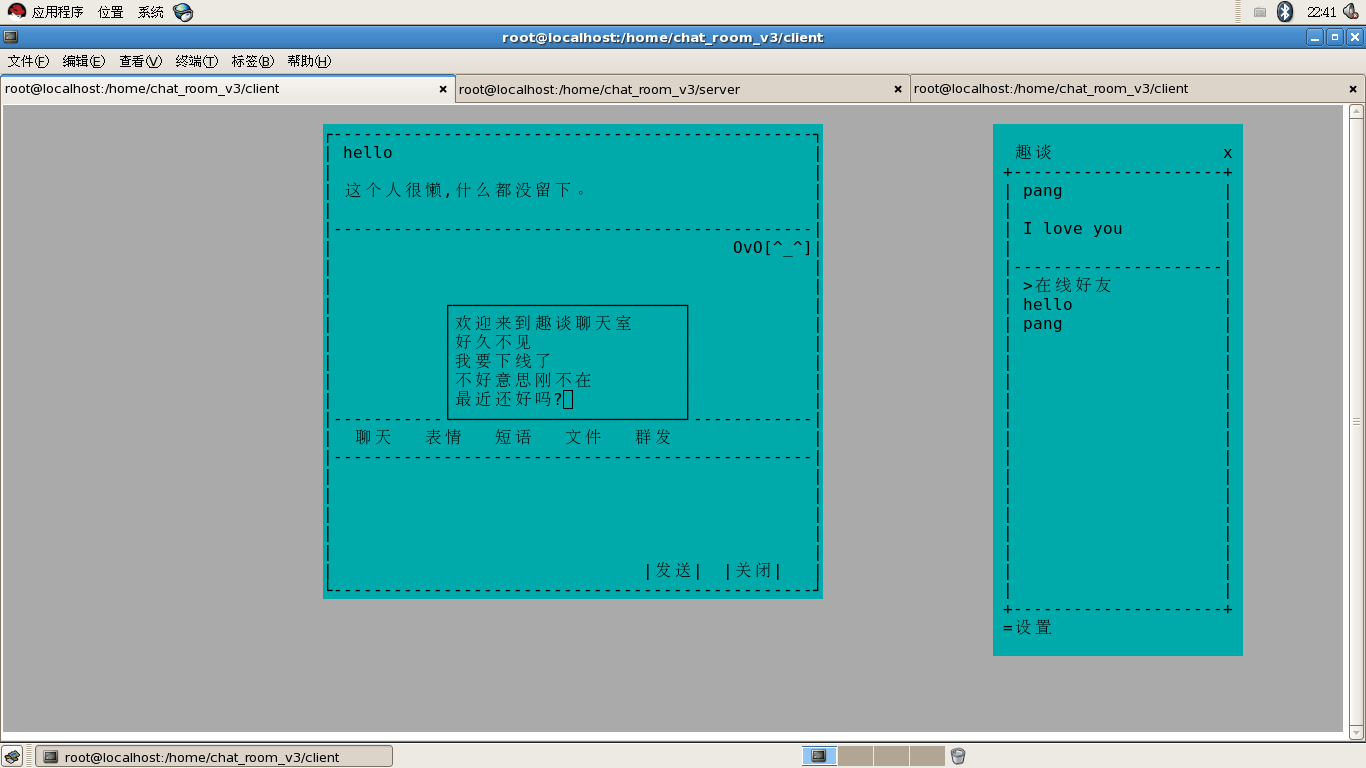 应用程序 位置 系统 22:41
root@localhost:/home/chat_room_v3/client
文件(F) 编辑(E) 查看(V) 终端(T) 标签(B) 帮助(H)
root@localhost:/home/chat_room_v3/client root@localhost:/home/chat_room_v3/server root@localhost:/home/chat_room_v3/client
hello
这个人很懒,什么都没留下。
OvO[^_^]
欢迎来到趣谈聊天室
好久不见
我要下线了
不好意思刚不在
最近还好吗?
聊天 表情 短语 文件 群发
|发送| |关闭|
趣谈 x
pang
I love you
>在线好友
hello
pang
=设置
root@localhost:/home/chat_room_v3/client